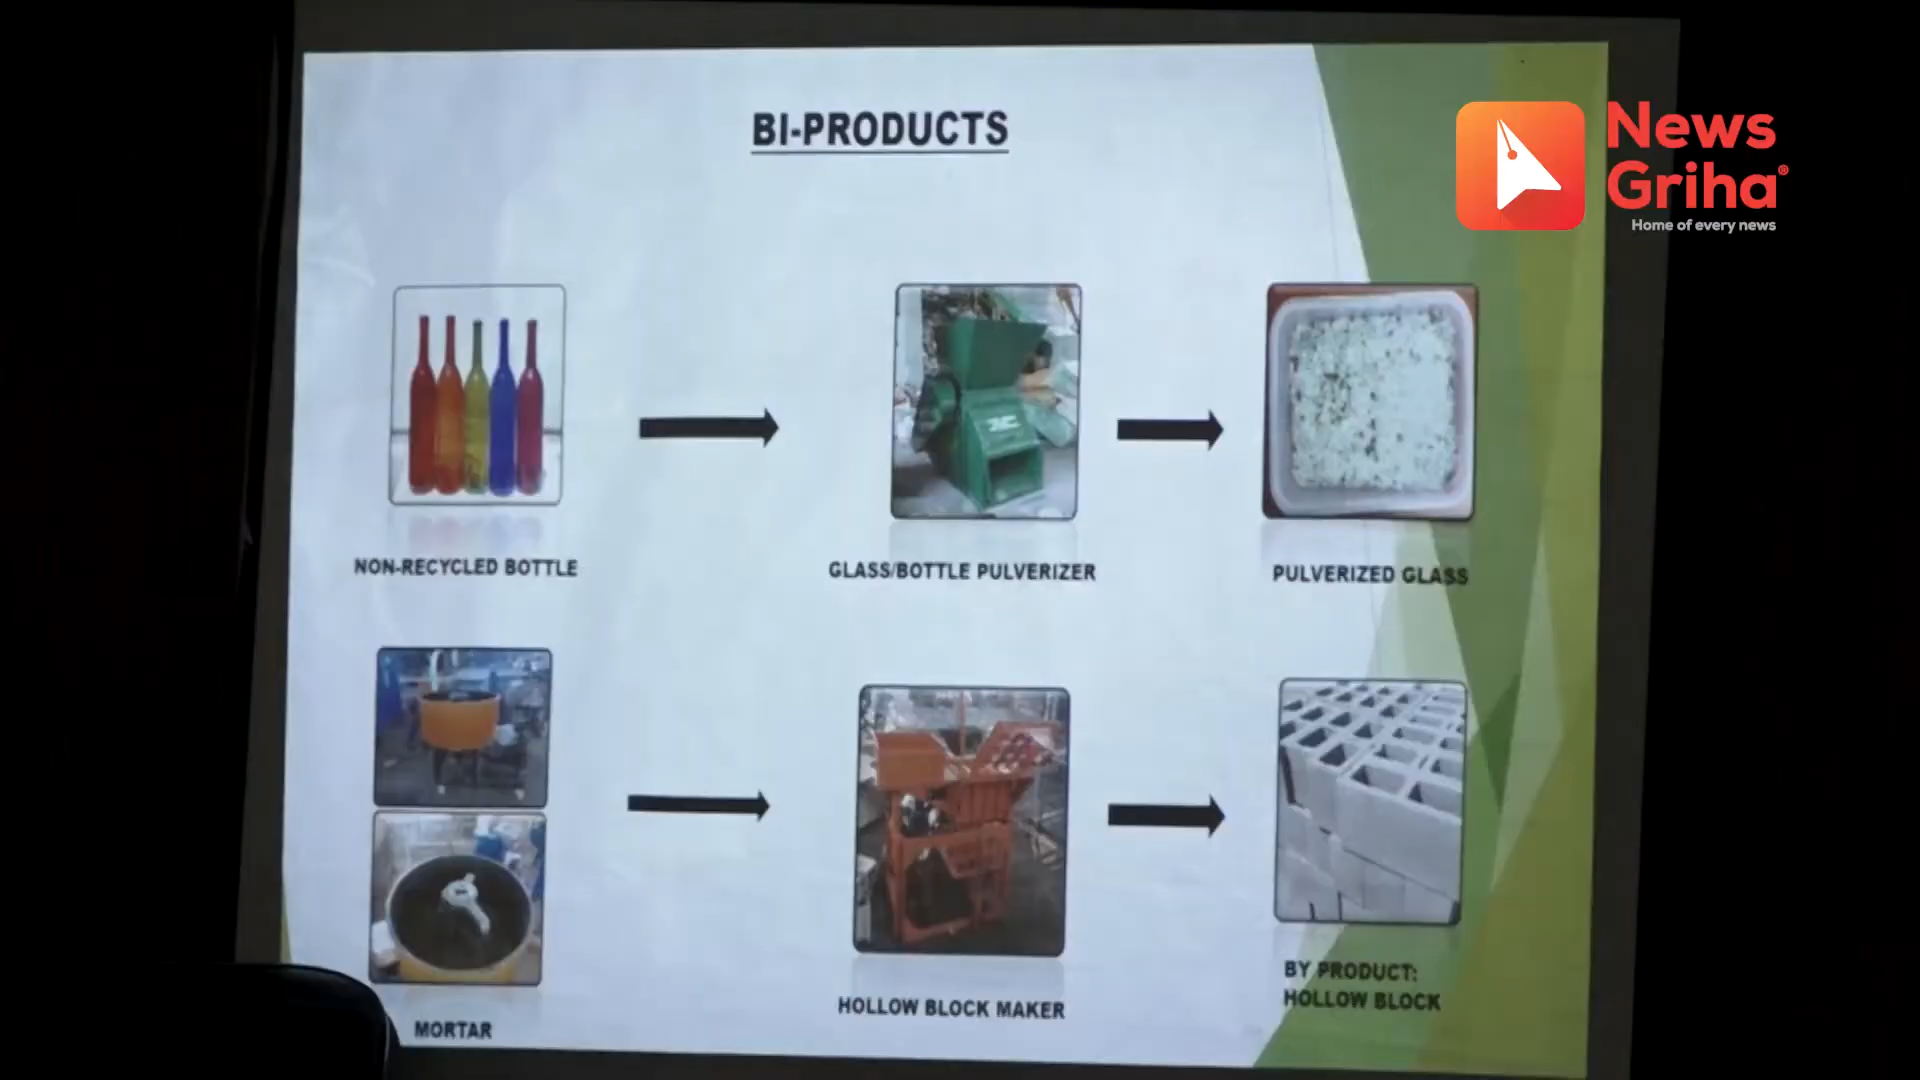 BI-PRODUCTS
News
Griha®
Home of every news
NON-RECYCLED BOTTLE
GLASS/BOTTLE PULVERIZER
PULVERIZED GLASS
MORTAR
HOLLOW BLOCK MAKER
BY PRODUCT:
HOLLOW BLOCK